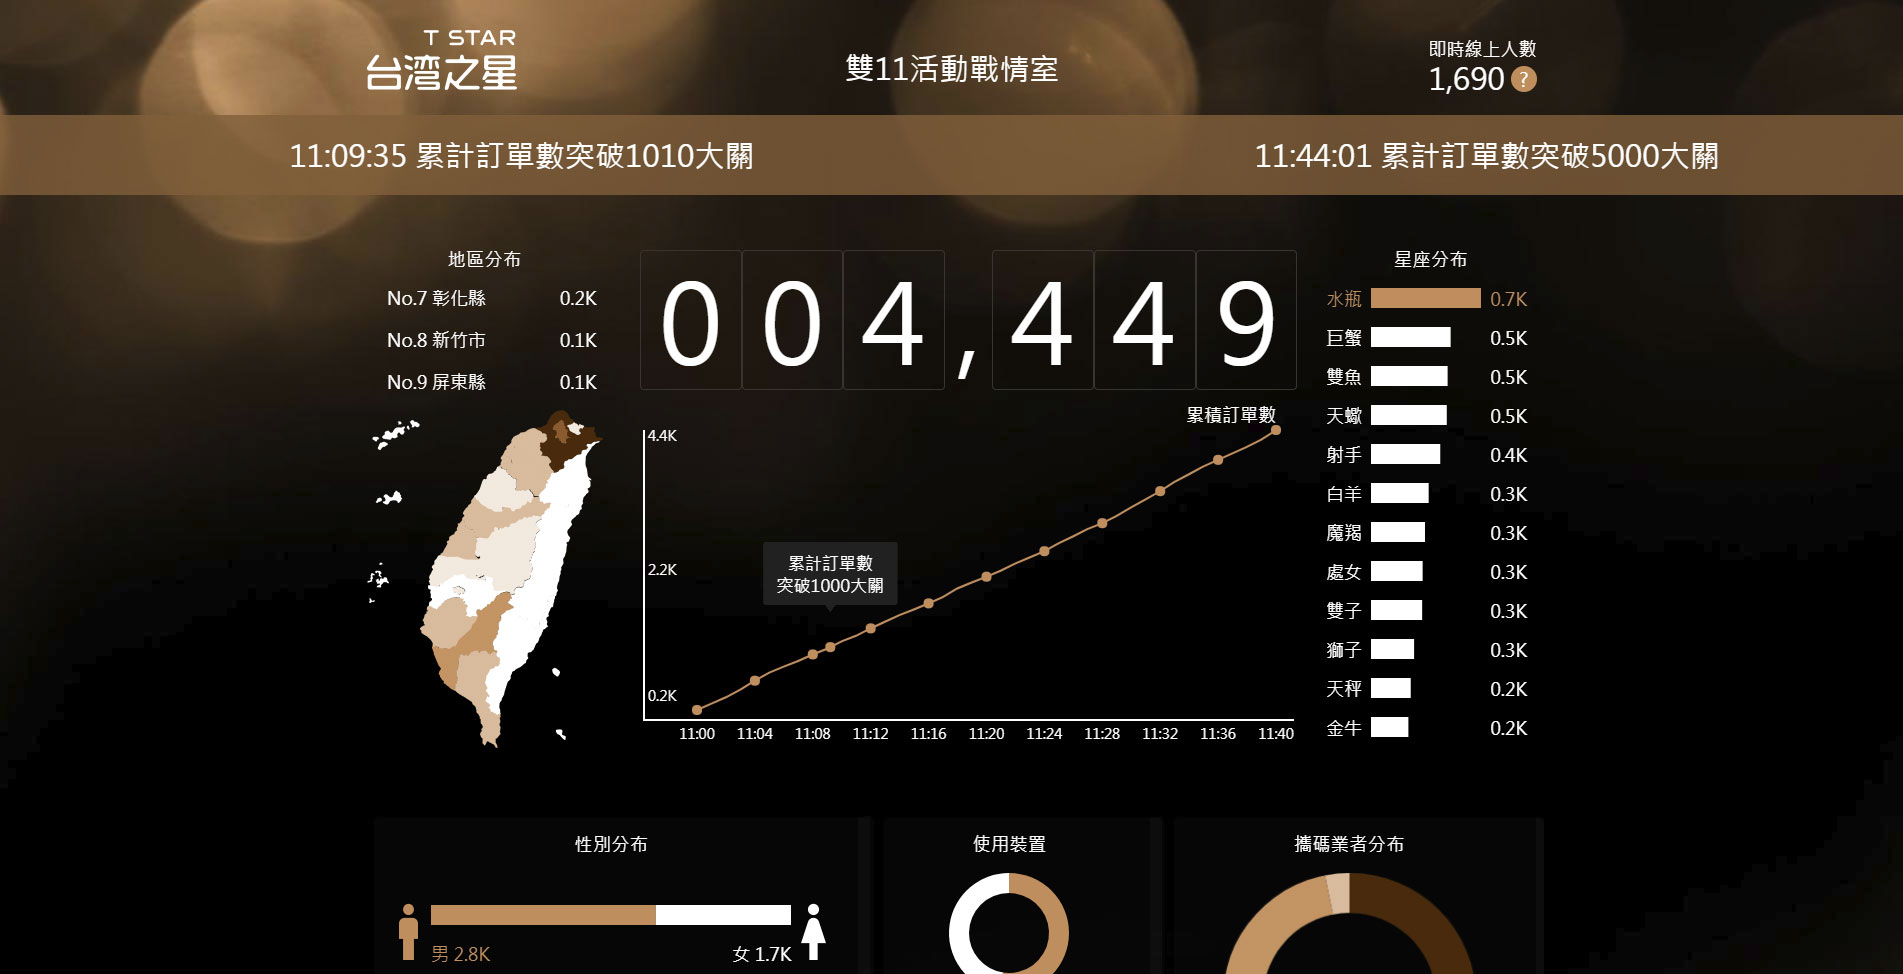 T STAR
台湾之星
雙11活動戰情室
即時線上人數
1,690 ?
11:09:35 累計訂單數突破1010大關
11:44:01 累計訂單數突破5000大關
地區分布
No.7 彰化縣 0.2K
No.8 新竹市 0.1K
No.9 屏東縣 0.1K
004,449
累積訂單數
4.4K
2.2K
0.2K
累計訂單數
突破1000大關
11:00 11:04 11:08 11:12 11:16 11:20 11:24 11:28 11:32 11:36 11:40
星座分布
水瓶 0.7K
巨蟹 0.5K
雙魚 0.5K
天蠍 0.5K
射手 0.4K
白羊 0.3K
魔羯 0.3K
處女 0.3K
雙子 0.3K
獅子 0.3K
天秤 0.2K
金牛 0.2K
性別分布
男 2.8K
女 1.7K
使用裝置
攜碼業者分布